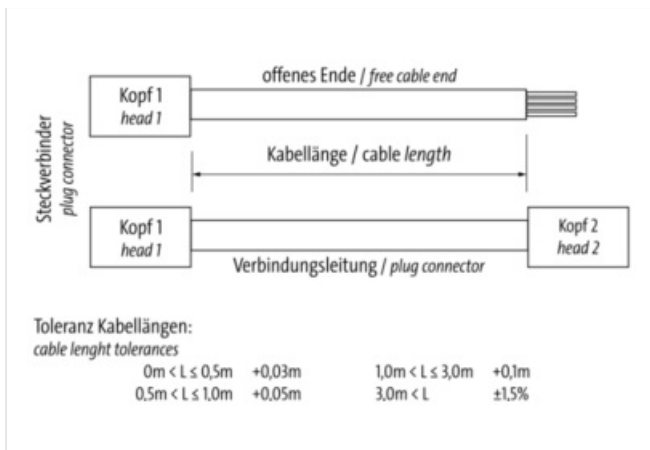 offenes Ende / free cable end
Kopf 1
head 1
Steckverbinder
plug connector
Kabellänge / cable length
Kopf 1
head 1
Kopf 2
head 2
Verbindungsleitung / plug connector
Toleranz Kabellängen:
cable lenght tolerances
0m < L ≤ 0,5m +0,03m 1,0m < L ≤ 3,0m +0,1m
0,5m < L ≤ 1,0m +0,05m 3,0m < L ±1,5%